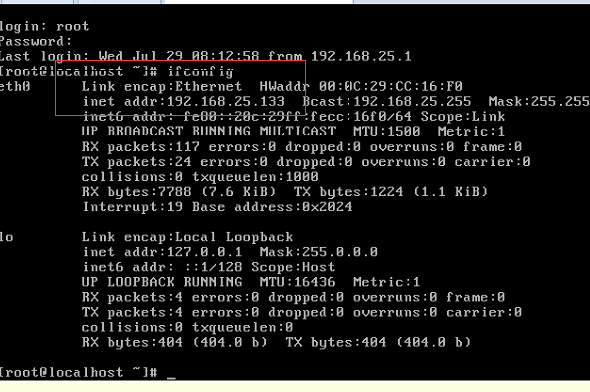 login: root
Password:
Last login: Wed Jul 29 08:12:58 from 192.168.25.1
[root@localhost ~]# ifconfig
eth0 Link encap:Ethernet HWaddr 00:0C:29:CC:16:F0
inet addr:192.168.25.133 Bcast:192.168.25.255 Mask:255.255
inet6 addr: fe80::20c:29ff:fecc:16f0/64 Scope:Link
UP BROADCAST RUNNING MULTICAST MTU:1500 Metric:1
RX packets:117 errors:0 dropped:0 overruns:0 frame:0
TX packets:24 errors:0 dropped:0 overruns:0 carrier:0
collisions:0 txqueuelen:1000
RX bytes:7788 (7.6 KiB) TX bytes:1224 (1.1 KiB)
Interrupt:19 Base address:0x2024
lo Link encap:Local Loopback
inet addr:127.0.0.1 Mask:255.0.0.0
inet6 addr: ::1/128 Scope:Host
UP LOOPBACK RUNNING MTU:16436 Metric:1
RX packets:4 errors:0 dropped:0 overruns:0 frame:0
TX packets:4 errors:0 dropped:0 overruns:0 carrier:0
collisions:0 txqueuelen:0
RX bytes:404 (404.0 b) TX bytes:404 (404.0 b)
[root@localhost ~]# _